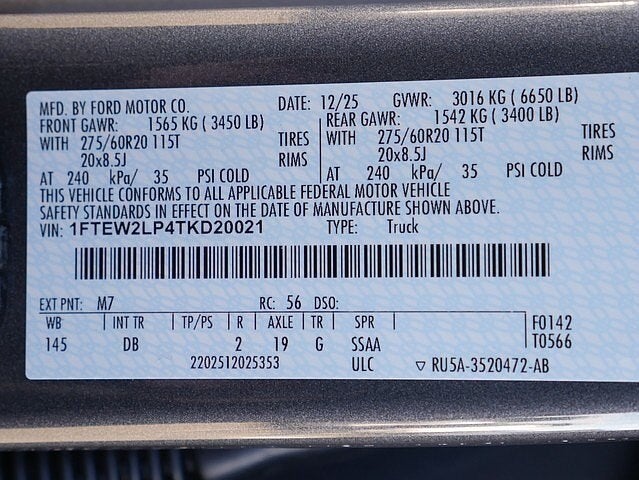 MFD. BY FORD MOTOR CO. DATE: 12/25 GVWR: 3016 KG ( 6650 LB)
FRONT GAWR: 1565 KG ( 3450 LB) REAR GAWR: 1542 KG ( 3400 LB)
WITH 275/60R20 115T TIRES WITH 275/60R20 115T TIRES
20x8.5J RIMS 20x8.5J RIMS
AT 240 kPa/ 35 PSI COLD AT 240 kPa/ 35 PSI COLD
THIS VEHICLE CONFORMS TO ALL APPLICABLE FEDERAL MOTOR VEHICLE
SAFETY STANDARDS IN EFFECT ON THE DATE OF MANUFACTURE SHOWN ABOVE.
VIN: 1FTEW2LP4TKD20021 TYPE: Truck
EXT PNT: M7 RC: 56 DSO:
WB INT TR TP/PS R AXLE TR SPR F0142
145 DB 2 19 G SSAA T0566
2202512025353 ULC ▽ RU5A-3520472-AB